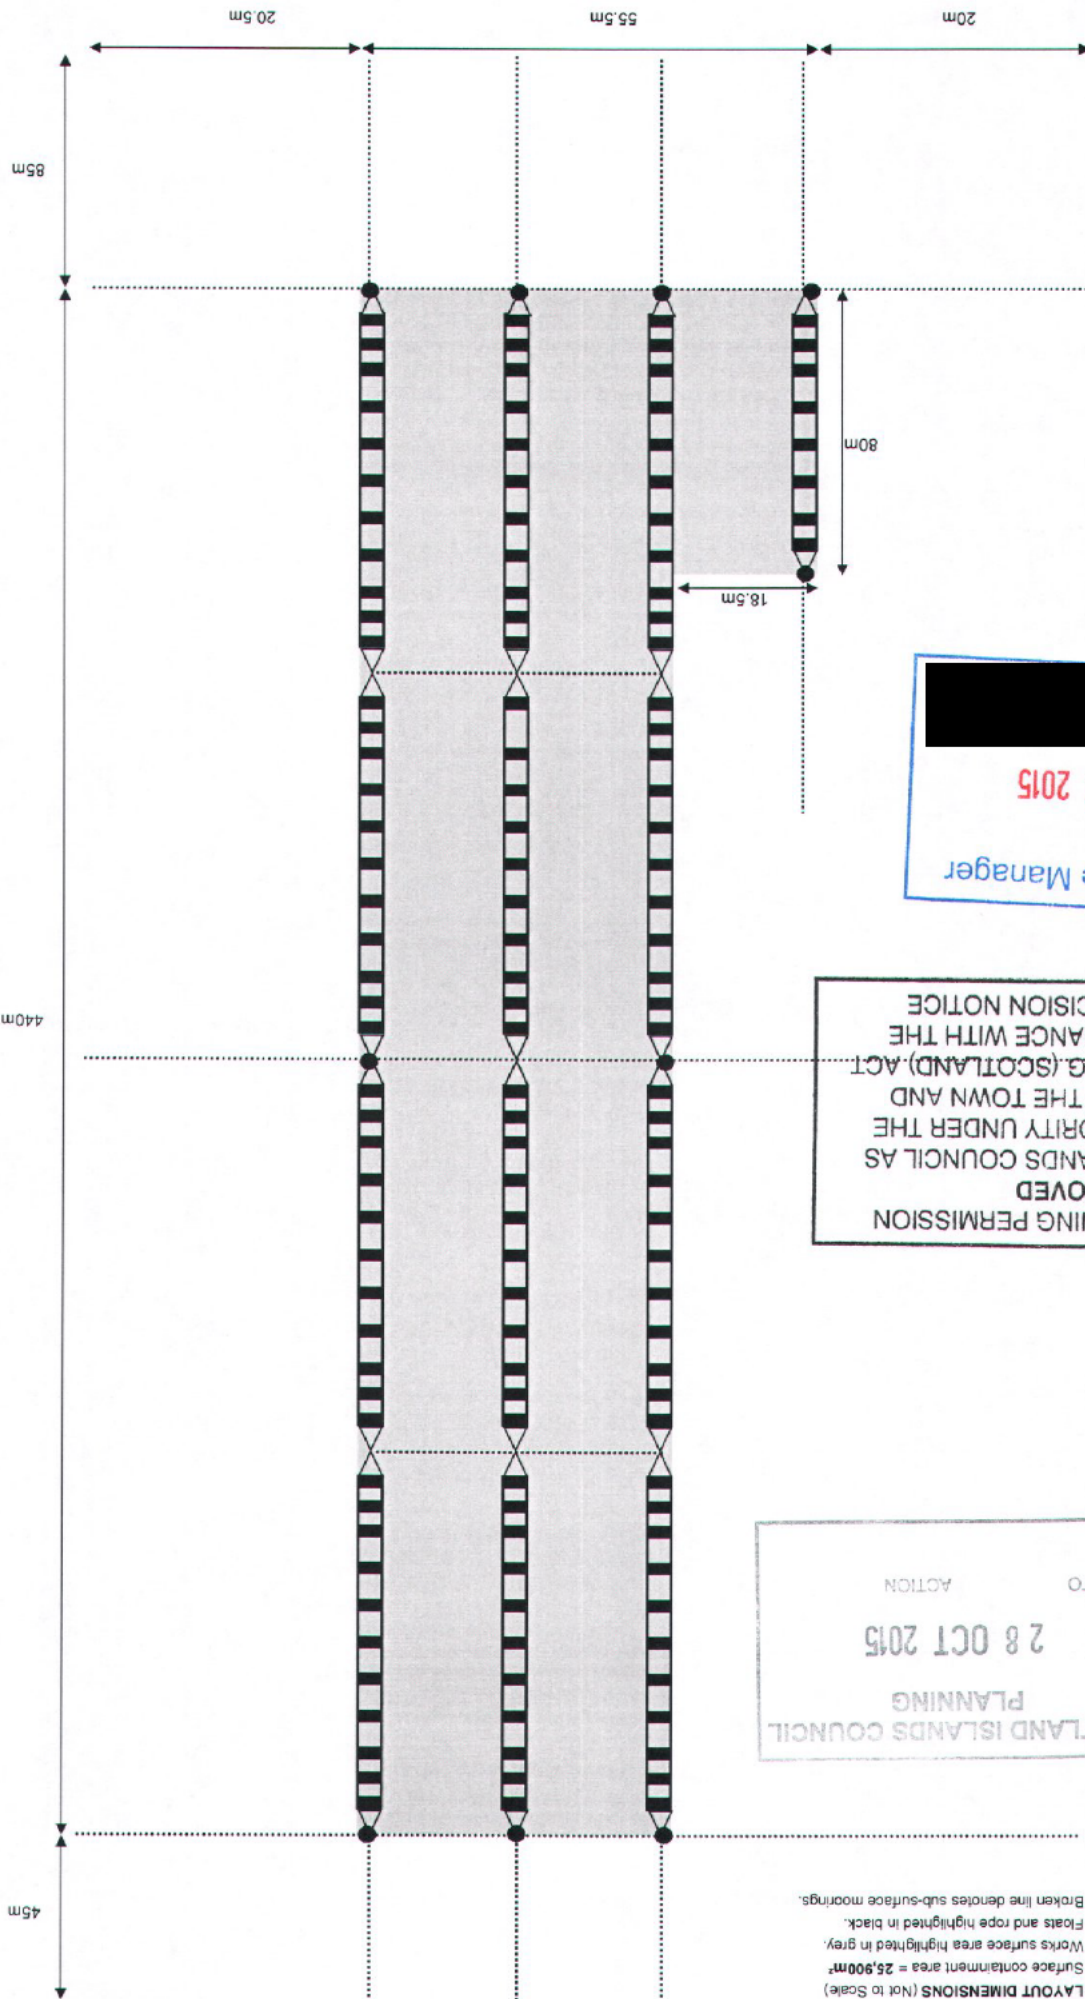 LAYOUT DIMENSIONS (Not to Scale)
Surface containment area = 25,900m²
Works surface area highlighted in grey.
Floats and rope highlighted in black.
Broken line denotes sub-surface moorings.
45m
TLAND ISLANDS COUNCIL
PLANNING
28 OCT 2015
TO ACTION
NING PERMISSION
OVED
ANDS COUNCIL AS
ORITY UNDER THE
THE TOWN AND
G (SCOTLAND) ACT
ANCE WITH THE
CISION NOTICE
440m
e Manager
2015
18.5m
80m
85m
20m
55.5m
20.5m